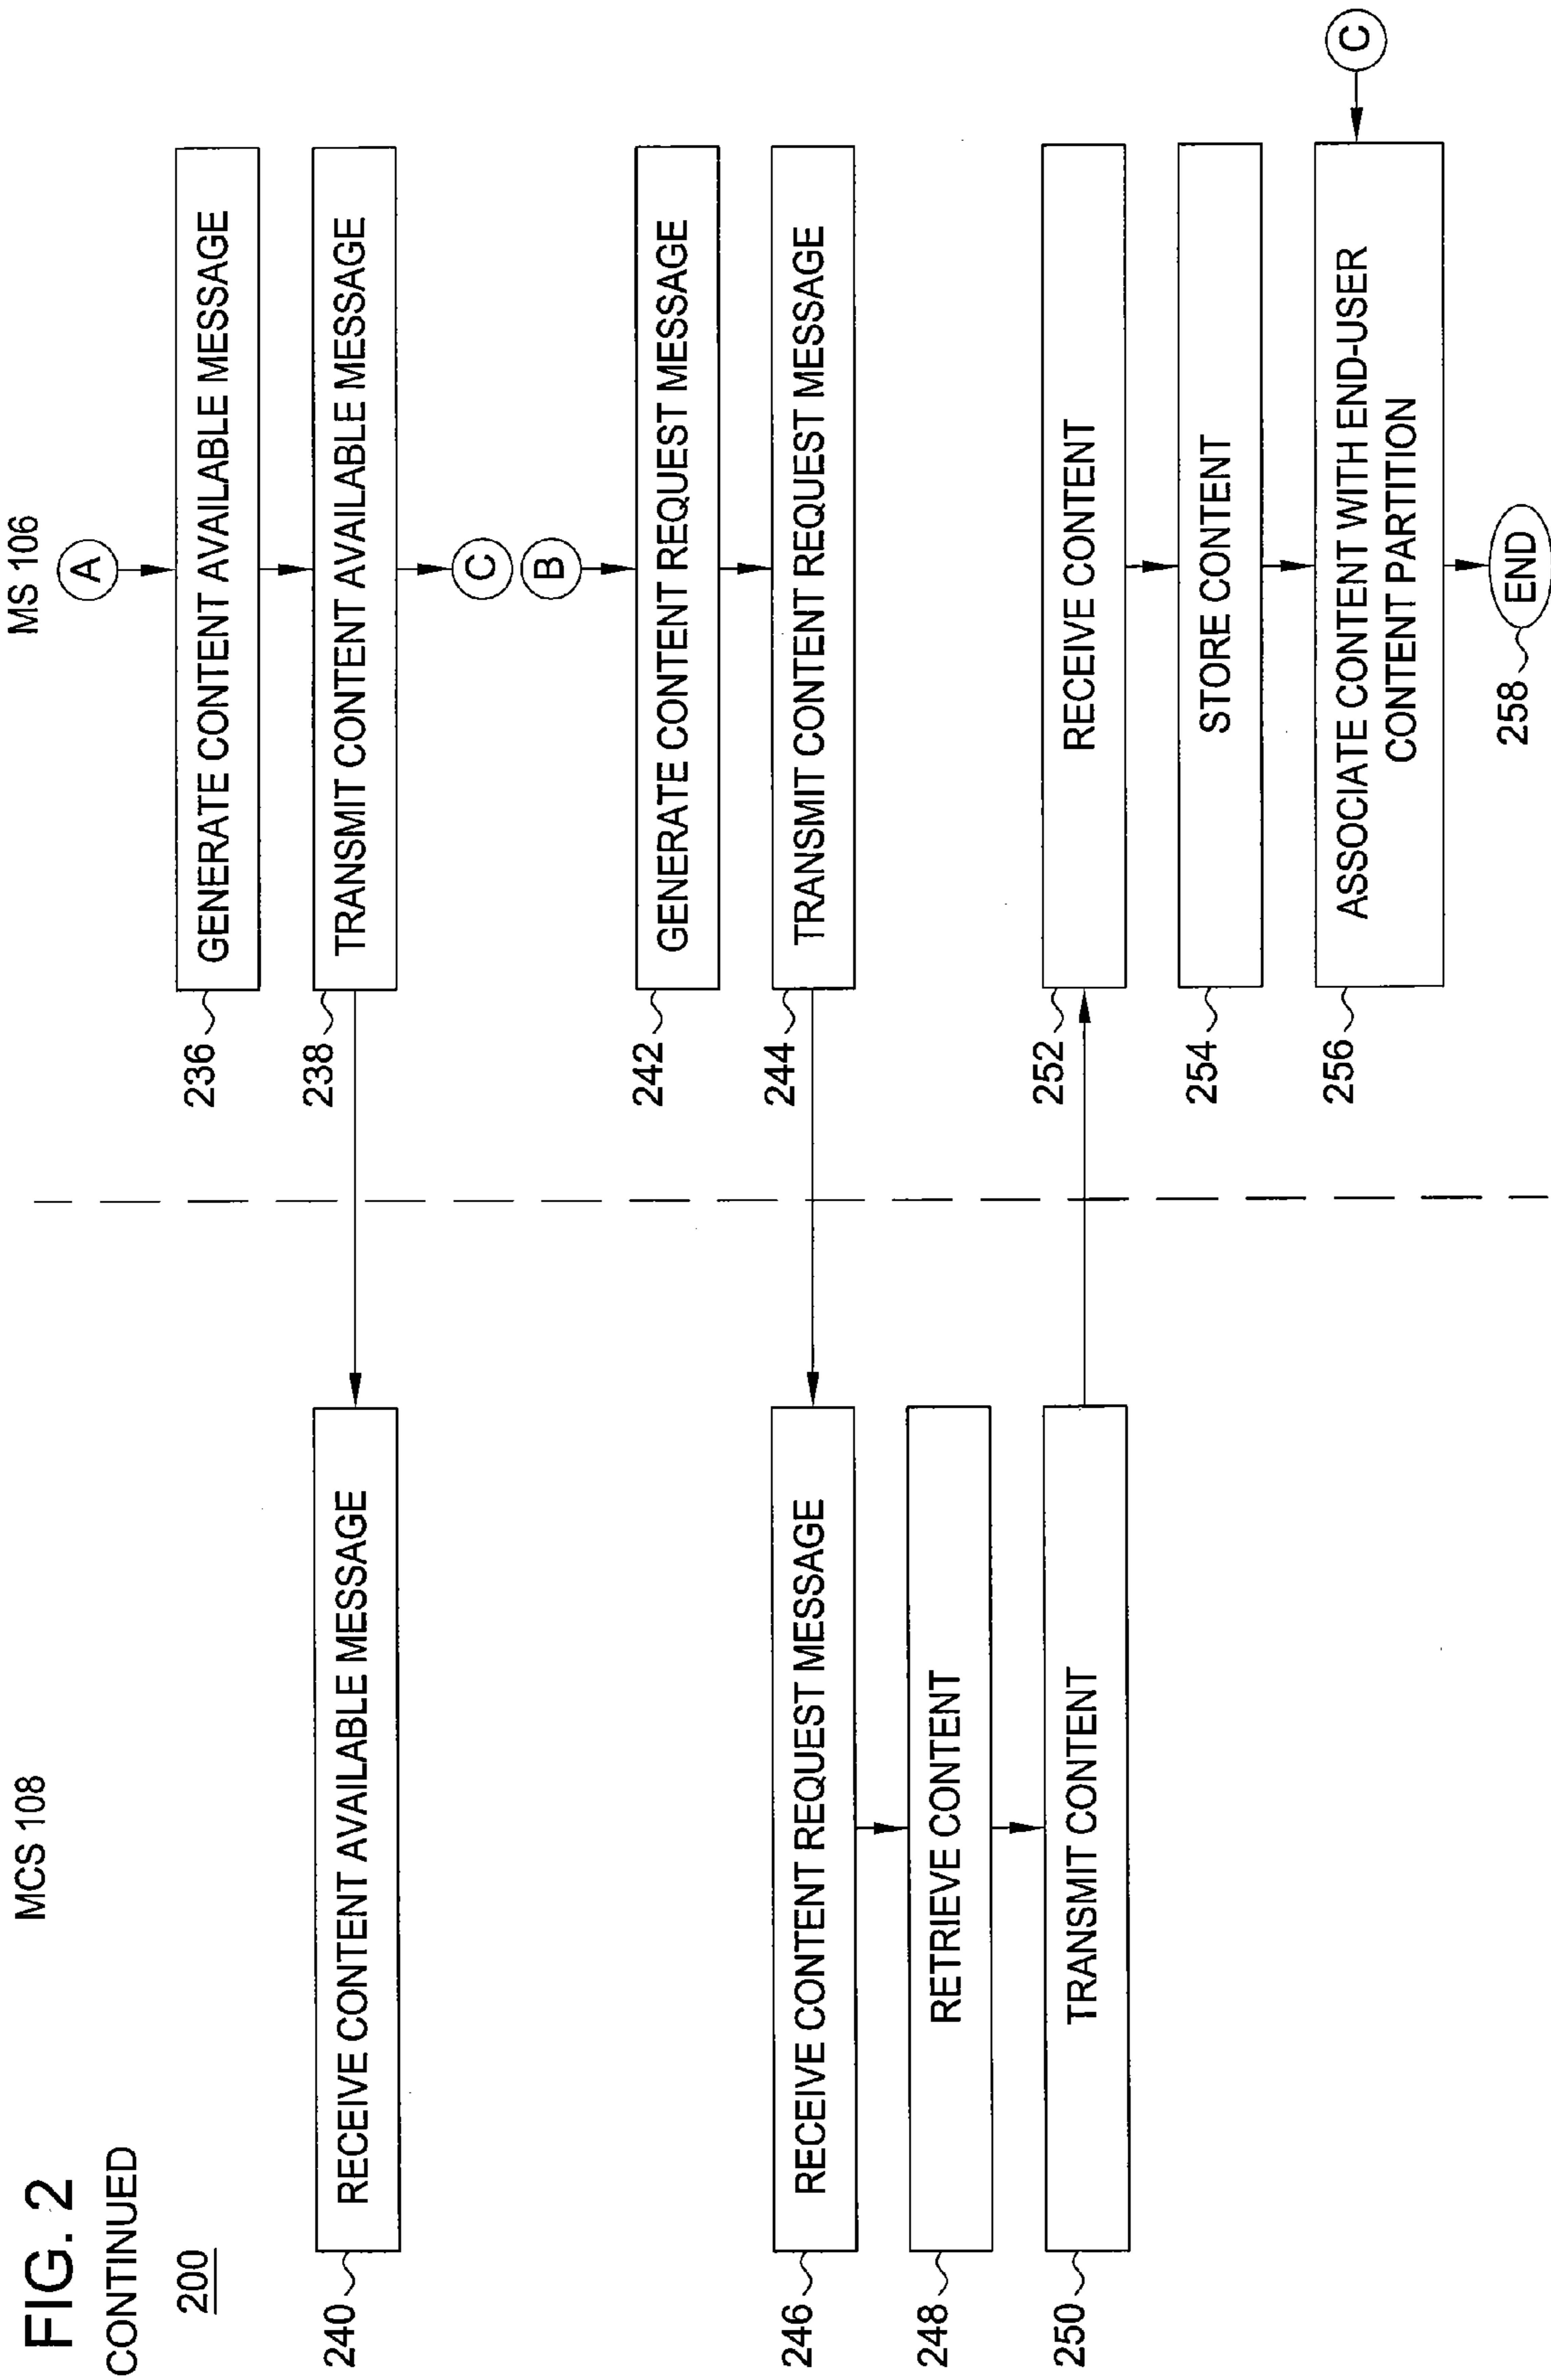 FIG. 2
CONTINUED
200
MCS 108
MS 106
A
236
GENERATE CONTENT AVAILABLE MESSAGE
238
TRANSMIT CONTENT AVAILABLE MESSAGE
240
RECEIVE CONTENT AVAILABLE MESSAGE
C
B
242
GENERATE CONTENT REQUEST MESSAGE
244
TRANSMIT CONTENT REQUEST MESSAGE
246
RECEIVE CONTENT REQUEST MESSAGE
248
RETRIEVE CONTENT
250
TRANSMIT CONTENT
252
RECEIVE CONTENT
254
STORE CONTENT
256
ASSOCIATE CONTENT WITH END-USER
CONTENT PARTITION
C
258
END